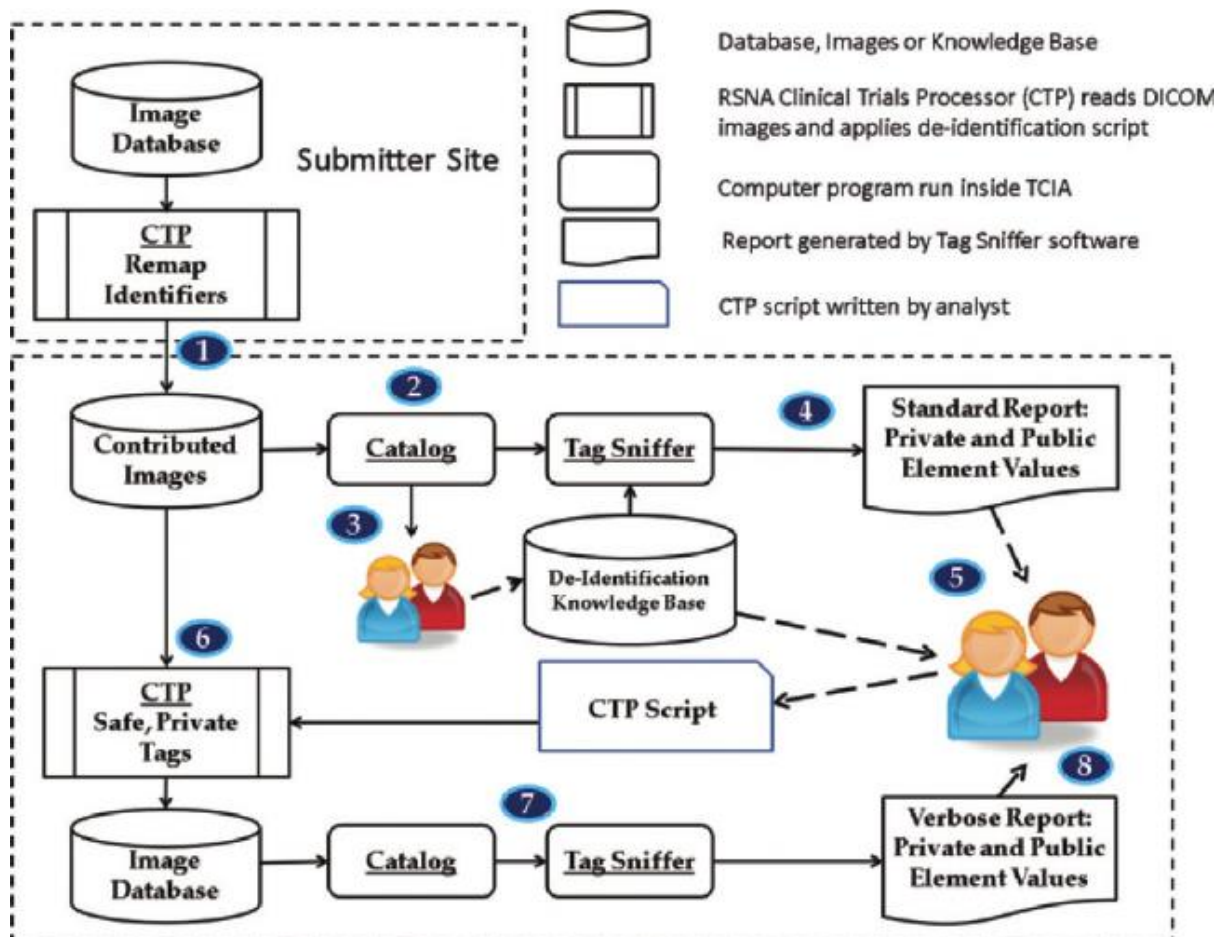 Image
Database
Submitter Site
CTP
Remap
Identifiers
Database, Images or Knowledge Base
RSNA Clinical Trials Processor (CTP) reads DICOM
images and applies de-identification script
Computer program run inside TCIA
Report generated by Tag Sniffer software
CTP script written by analyst
1
2
4
Contributed
Images
Catalog
Tag Sniffer
Standard Report:
Private and Public
Element Values
3
De-Identification
Knowledge Base
5
6
CTP
Safe, Private
Tags
CTP Script
8
7
Image
Database
Catalog
Tag Sniffer
Verbose Report:
Private and Public
Element Values